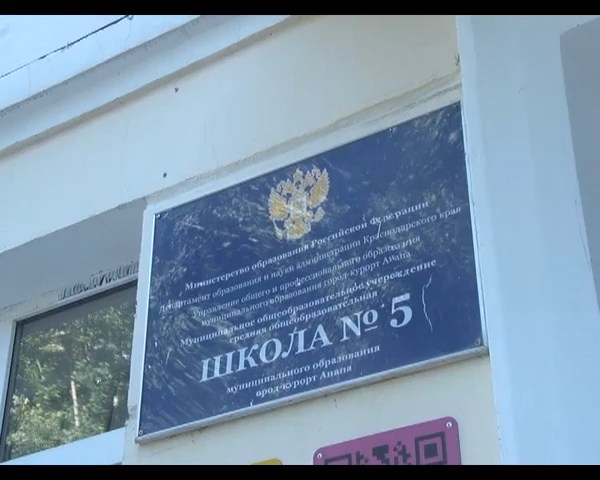 Министерство образования Российской Федерации
Департамент образования и науки администрации Краснодарского края
Управление общего и профессионального образования
муниципального образования город-курорт Анапа
Муниципальное общеобразовательное учреждение
средняя общеобразовательная
ШКОЛА № 5
муниципального образования
ород-курорт Анапа